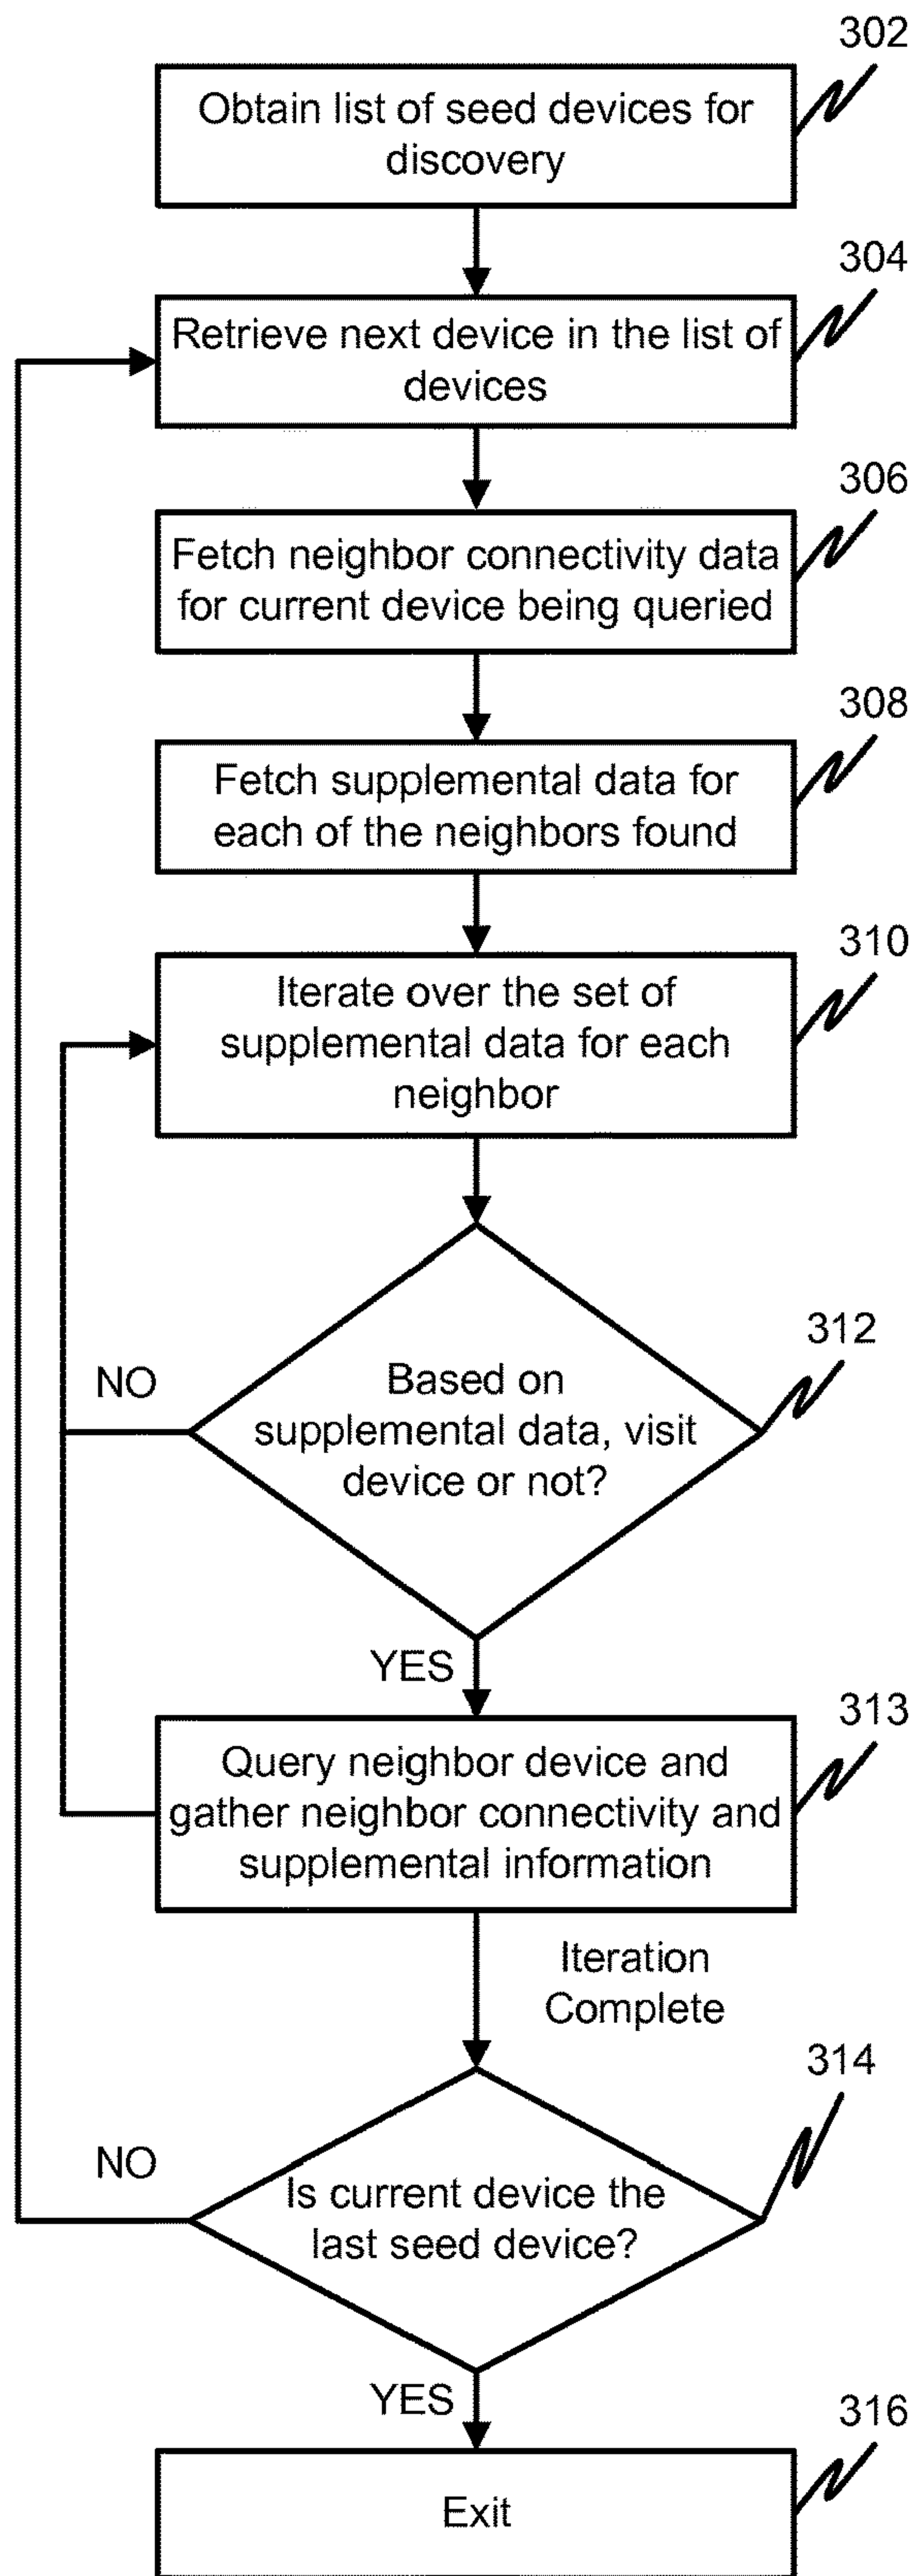 302
Obtain list of seed devices for
discovery
304
Retrieve next device in the list of
devices
306
Fetch neighbor connectivity data
for current device being queried
308
Fetch supplemental data for
each of the neighbors found
310
Iterate over the set of
supplemental data for each
neighbor
312
NO
Based on
supplemental data, visit
device or not?
YES
313
Query neighbor device and
gather neighbor connectivity and
supplemental information
Iteration
Complete
314
NO
Is current device the
last seed device?
YES
316
Exit